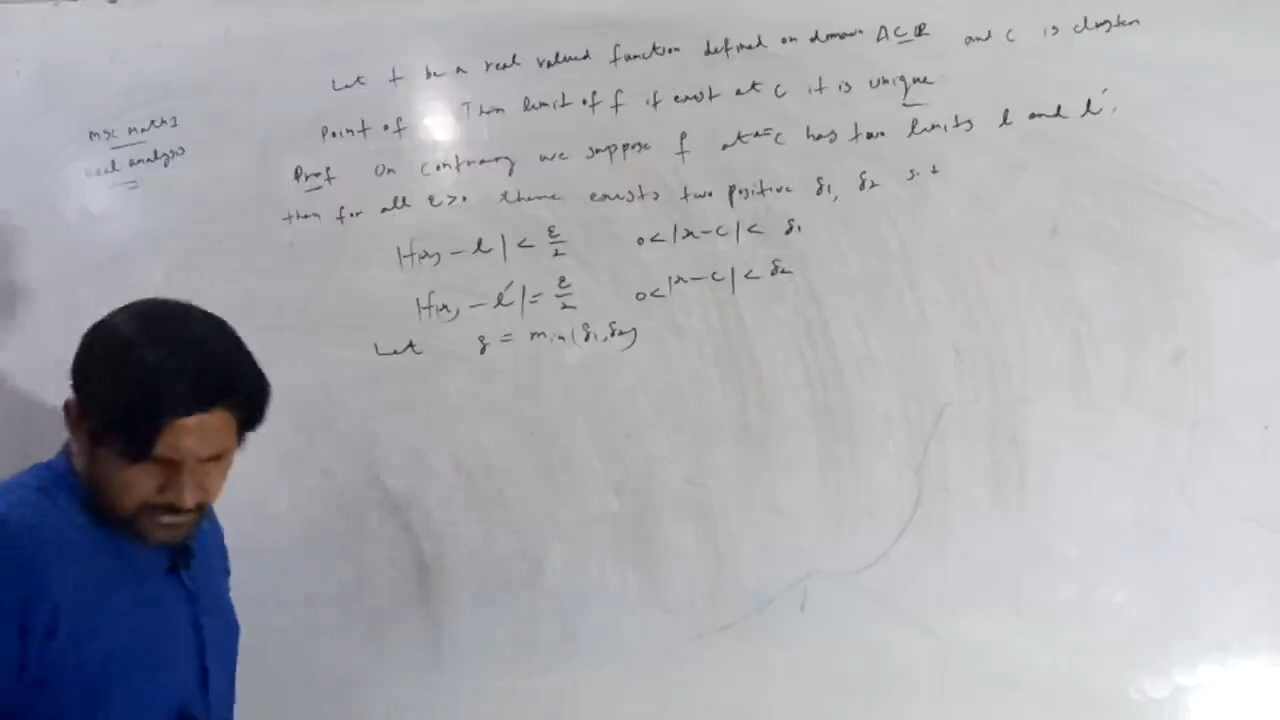 Let f be a real valued function defined on domain A ⊆ ℝ and c is cluster
point of Then limit of f if exist at c it is unique
Msc maths
real analysis
Prof On contrary we suppose f at x=c has two limits l and l'.
then for all ε>0 there exists two positive δ₁, δ₂ s.t
|f(x) - l| < ε/2 0<|x-c| < δ₁
|f(x) - l'| = ε/2 0<|x-c| < δ₂
Let δ = min(δ₁, δ₂)